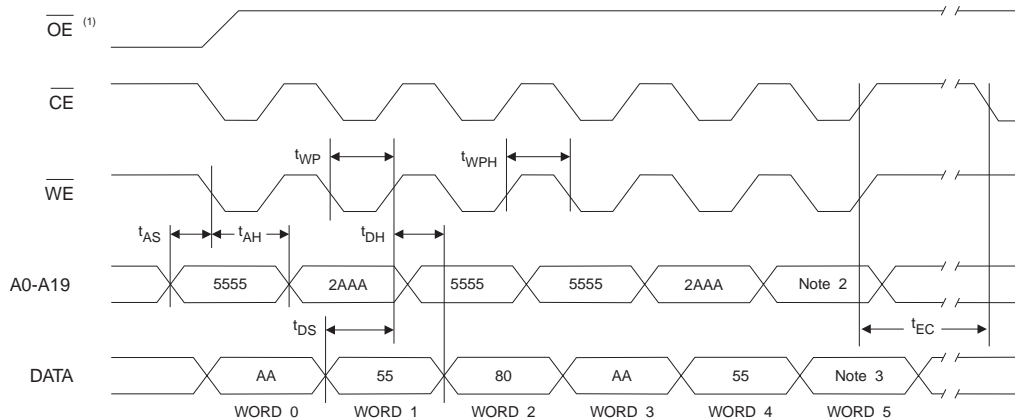 OE (1)
CE
tWP
tWPH
WE
tAS
tAH
tDH
A0-A19
5555
2AAA
5555
5555
2AAA
Note 2
tDS
tEC
DATA
AA
55
80
AA
55
Note 3
WORD 0
WORD 1
WORD 2
WORD 3
WORD 4
WORD 5